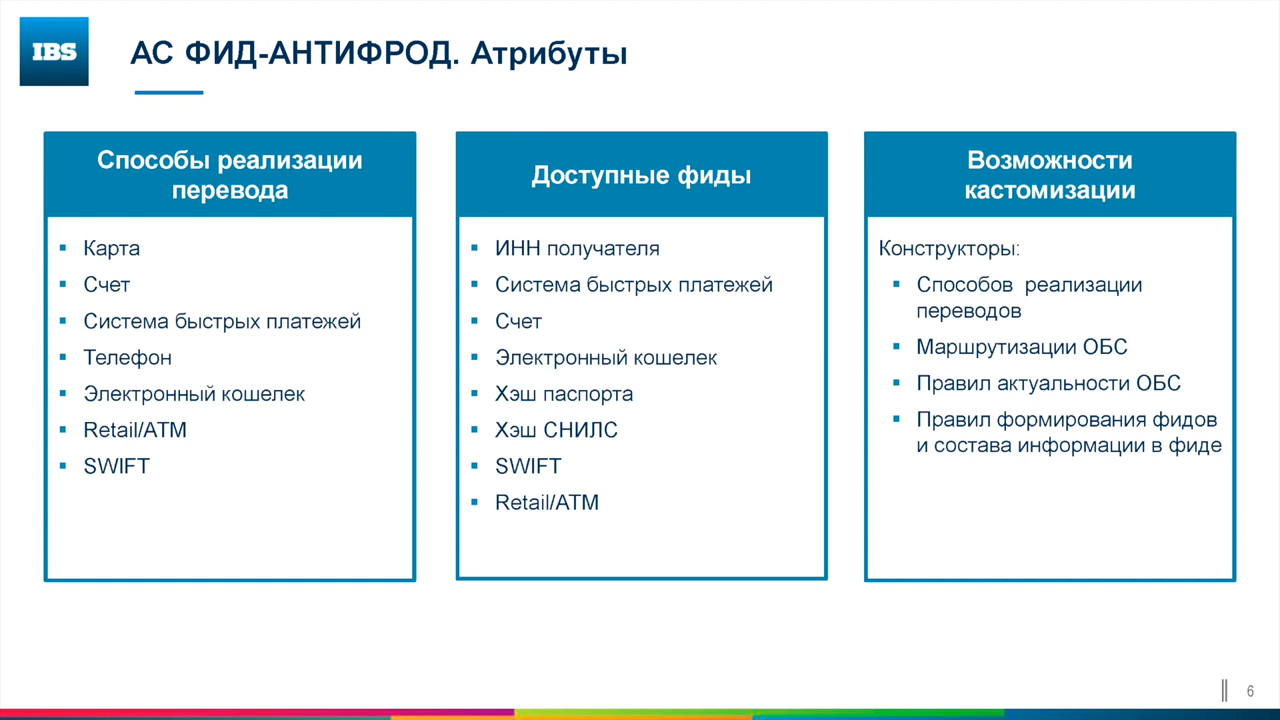 IBS
АС ФИД-АНТИФРОД. Атрибуты
Способы реализации
перевода
Карта
Счет
Система быстрых платежей
Телефон
Электронный кошелек
Retail/ATM
SWIFT
Доступные фиды
ИНН получателя
Система быстрых платежей
Счет
Электронный кошелек
Хэш паспорта
Хэш СНИЛС
SWIFT
Retail/ATM
Возможности
кастомизации
Конструкторы:
Способов реализации
переводов
Маршрутизации ОБС
Правил актуальности ОБС
Правил формирования фидов
и состава информации в фиде
6